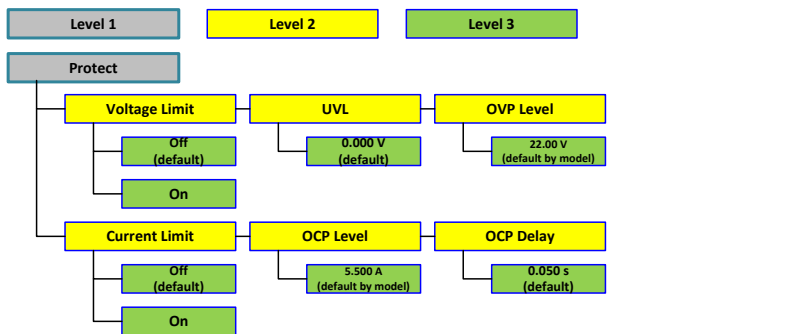 Level 1
Level 2
Level 3
Protect
Voltage Limit
UVL
OVP Level
Off
(default)
0.000 V
(default)
22.00 V
(default by model)
On
Current Limit
OCP Level
OCP Delay
Off
(default)
5.500 A
(default by model)
0.050 s
(default)
On